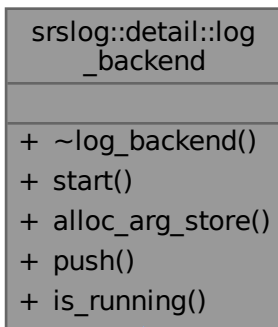 srslog::detail::log
_backend
+ ~log_backend()
+ start()
+ alloc_arg_store()
+ push()
+ is_running()